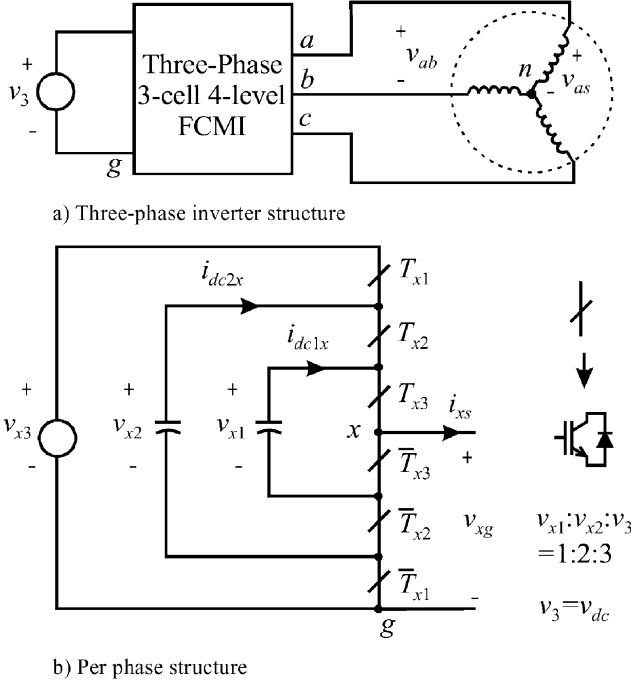 +
v3
-
g
Three-Phase
3-cell 4-level
FCMI
a
b
c
+
vab
-
n
+
vas
-
a) Three-phase inverter structure
idc2x
Tx1
idc1x
Tx2
+
vx3
-
+
vx2
-
+
vx1
-
Tx3
x
ixs
T̅x3
+
vxg
-
T̅x2
T̅x1
g
vx1:vx2:v3
=1:2:3
v3=vdc
b) Per phase structure